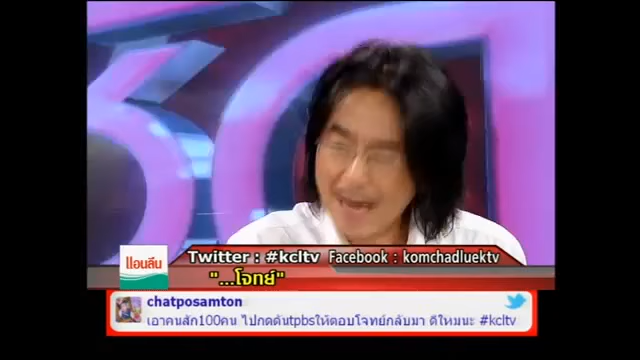 แอนลีน
Twitter : #kcltv Facebook : komchadluektv
"...โจทย์"
chatposamton
เอาคนสัก100คน ไปกดดันtpbsให้ตอบโจทย์กลับมา ดีไหมนะ #kcltv